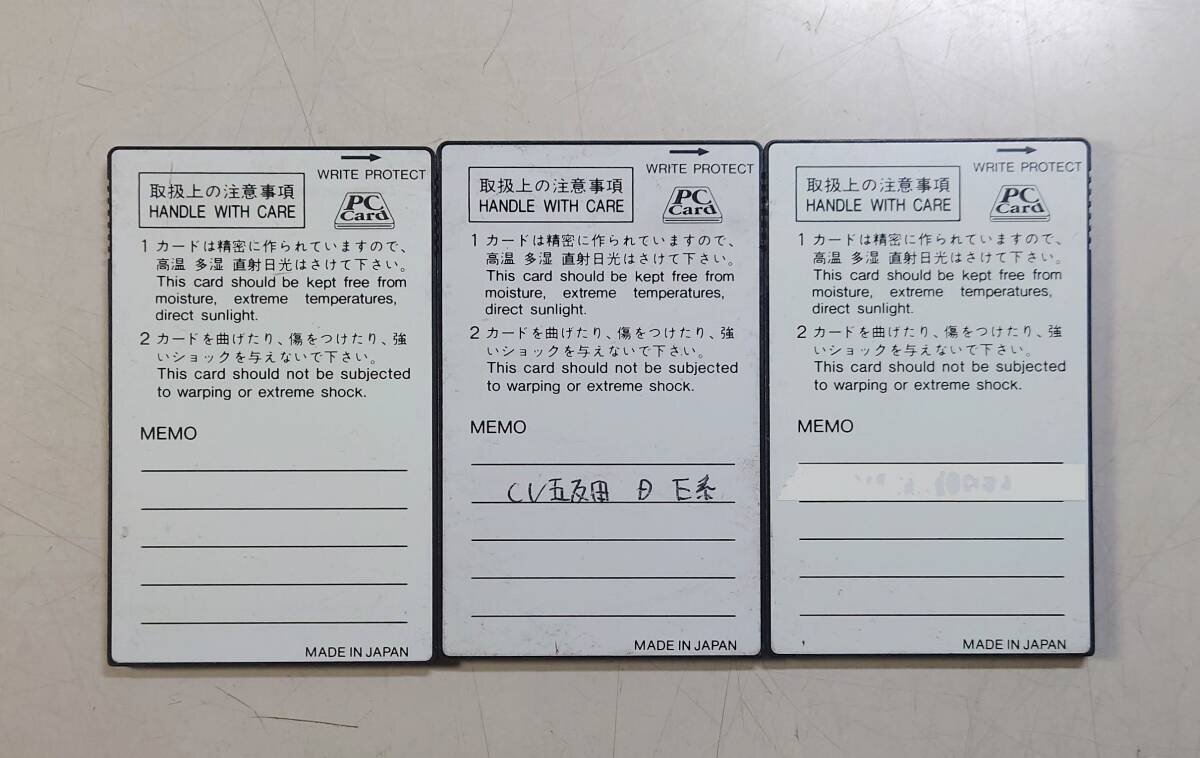 WRITE PROTECT
取扱上の注意事項
HANDLE WITH CARE
PC
Card
1 カードは精密に作られていますので、
高温 多湿 直射日光はさけて下さい。
This card should be kept free from
moisture, extreme temperatures,
direct sunlight.
2 カードを曲げたり、傷をつけたり、強
いショックを与えないで下さい。
This card should not be subjected
to warping or extreme shock.
MEMO
MADE IN JAPAN
WRITE PROTECT
取扱上の注意事項
HANDLE WITH CARE
PC
Card
1 カードは精密に作られていますので、
高温 多湿 直射日光はさけて下さい。
This card should be kept free from
moisture, extreme temperatures,
direct sunlight.
2 カードを曲げたり、傷をつけたり、強
いショックを与えないで下さい。
This card should not be subjected
to warping or extreme shock.
MEMO
CV五反田 E系
MADE IN JAPAN
WRITE PROTECT
取扱上の注意事項
HANDLE WITH CARE
PC
Card
1 カードは精密に作られていますので、
高温 多湿 直射日光はさけて下さい。
This card should be kept free from
moisture, extreme temperatures,
direct sunlight.
2 カードを曲げたり、傷をつけたり、強
いショックを与えないで下さい。
This card should not be subjected
to warping or extreme shock.
MEMO
MADE IN JAPAN